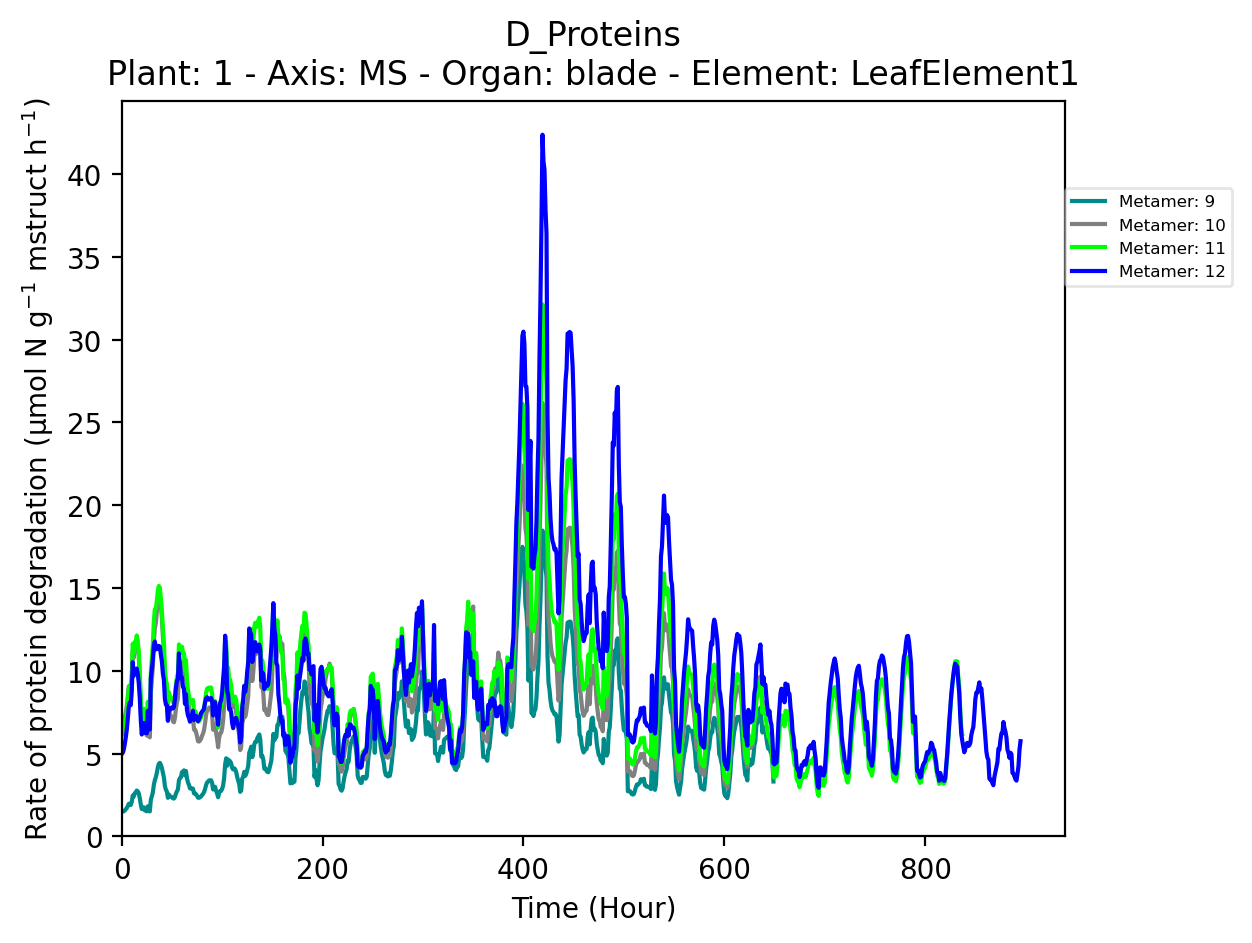 D_Proteins
Plant: 1 - Axis: MS - Organ: blade - Element: LeafElement1
Rate of protein degradation (µmol N g⁻¹ mstruct h⁻¹)
40
35
30
25
20
15
10
5
0
0 200 400 600 800
Time (Hour)
Metamer: 9
Metamer: 10
Metamer: 11
Metamer: 12